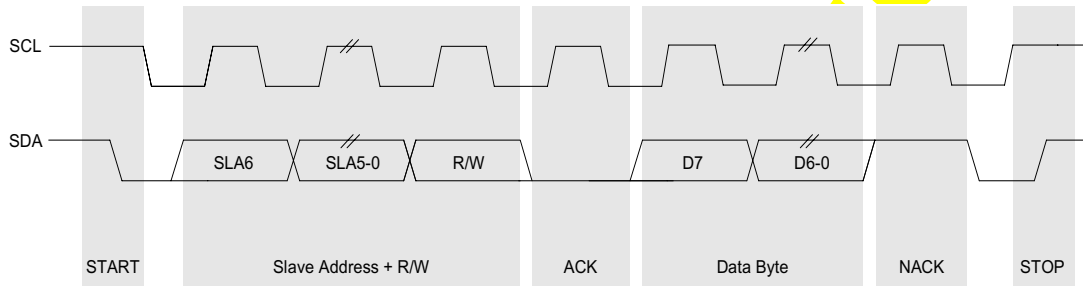 SCL
SDA
SLA6 SLA5-0 R/W D7 D6-0
START Slave Address + R/W ACK Data Byte NACK STOP